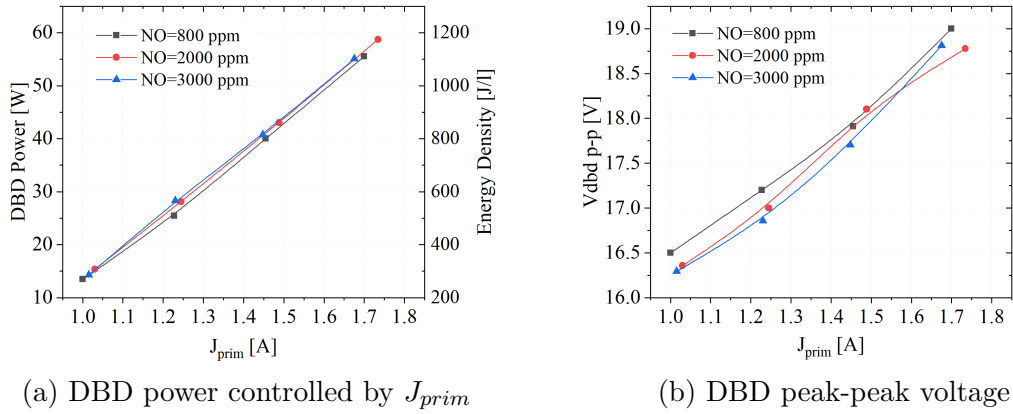 60
50
40
30
20
10
DBD Power [W]
NO=800 ppm
NO=2000 ppm
NO=3000 ppm
1200
1000
800
600
400
200
Energy Density [J/l]
1.0 1.1 1.2 1.3 1.4 1.5 1.6 1.7 1.8
J_prim [A]
(a) DBD power controlled by J_prim
19.0
18.5
18.0
17.5
17.0
16.5
16.0
Vdbd p-p [V]
NO=800 ppm
NO=2000 ppm
NO=3000 ppm
1.0 1.1 1.2 1.3 1.4 1.5 1.6 1.7 1.8
J_prim [A]
(b) DBD peak-peak voltage